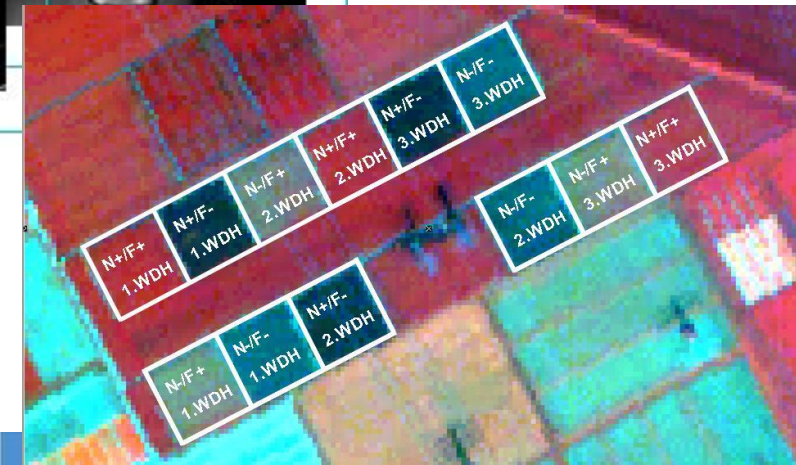 N+/F+
1.WDH
N+/F-
1.WDH
N-/F+
2.WDH
N+/F+
2.WDH
N+/F-
3.WDH
N-/F-
3.WDH
N-/F-
2.WDH
N-/F+
3.WDH
N+/F+
3.WDH
N-/F+
1.WDH
N-/F-
1.WDH
N+/F-
2.WDH